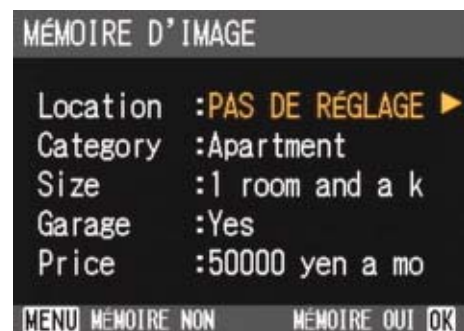 MÉMOIRE D'IMAGE
Location :PAS DE RÉGLAGE ►
Category :Apartment
Size :1 room and a k
Garage :Yes
Price :50000 yen a mo
MENU MÉMOIRE NON MÉMOIRE OUI OK